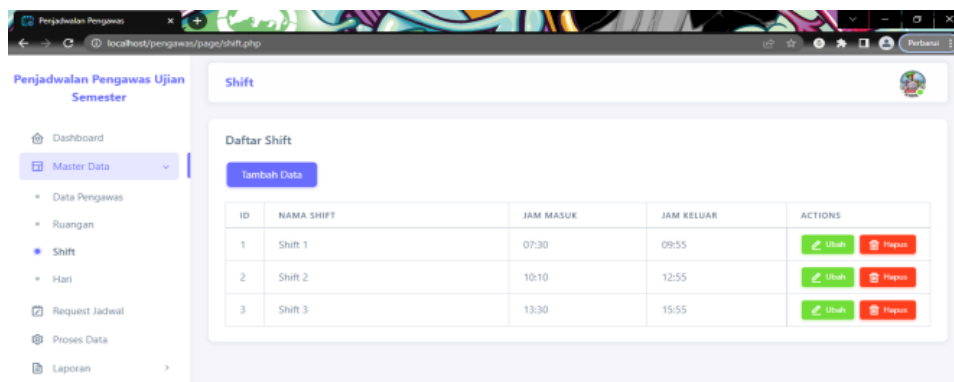 Penjadwalan Pengawas
localhost/pengawas/page/shift.php
Perbarui
Penjadwalan Pengawas Ujian
Semester
Dashboard
Master Data
Data Pengawas
Ruangan
Shift
Hari
Request Jadwal
Proses Data
Laporan
Shift
Daftar Shift
Tambah Data
ID NAMA SHIFT JAM MASUK JAM KELUAR ACTIONS
1 Shift 1 07:30 09:55 Ubah Hapus
2 Shift 2 10:10 12:55 Ubah Hapus
3 Shift 3 13:30 15:55 Ubah Hapus